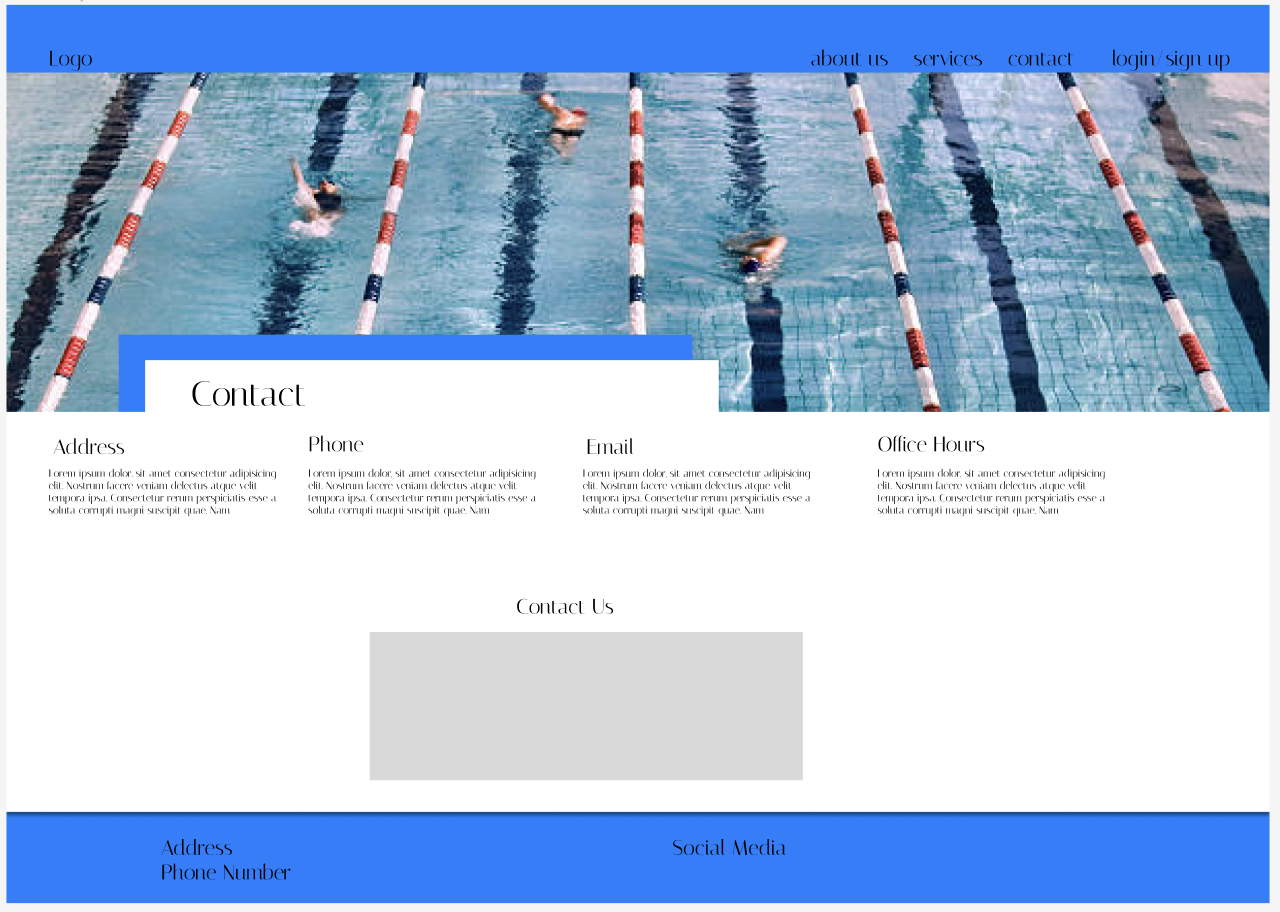 Logo
about us services contact login/sign up
Contact
Address
Lorem ipsum dolor, sit amet consectetur adipisicing
elit. Nostrum facere veniam delectus atque velit
tempora ipsa. Consectetur rerum perspiciatis esse a
soluta corrupti magni suscipit quae. Nam
Phone
Lorem ipsum dolor, sit amet consectetur adipisicing
elit. Nostrum facere veniam delectus atque velit
tempora ipsa. Consectetur rerum perspiciatis esse a
soluta corrupti magni suscipit quae. Nam
Email
Lorem ipsum dolor, sit amet consectetur adipisicing
elit. Nostrum facere veniam delectus atque velit
tempora ipsa. Consectetur rerum perspiciatis esse a
soluta corrupti magni suscipit quae. Nam
Office Hours
Lorem ipsum dolor, sit amet consectetur adipisicing
elit. Nostrum facere veniam delectus atque velit
tempora ipsa. Consectetur rerum perspiciatis esse a
soluta corrupti magni suscipit quae. Nam
Contact Us
Address
Phone Number
Social Media